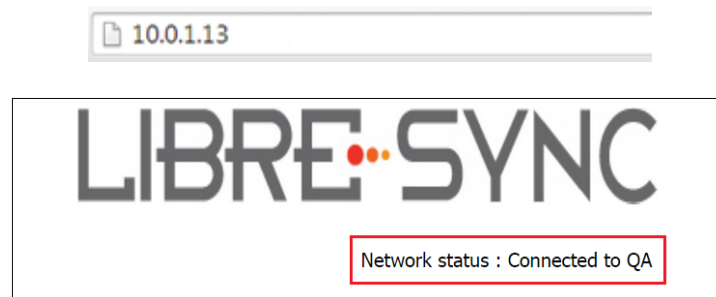 10.0.1.13
LIBRE SYNC
Network status : Connected to QA